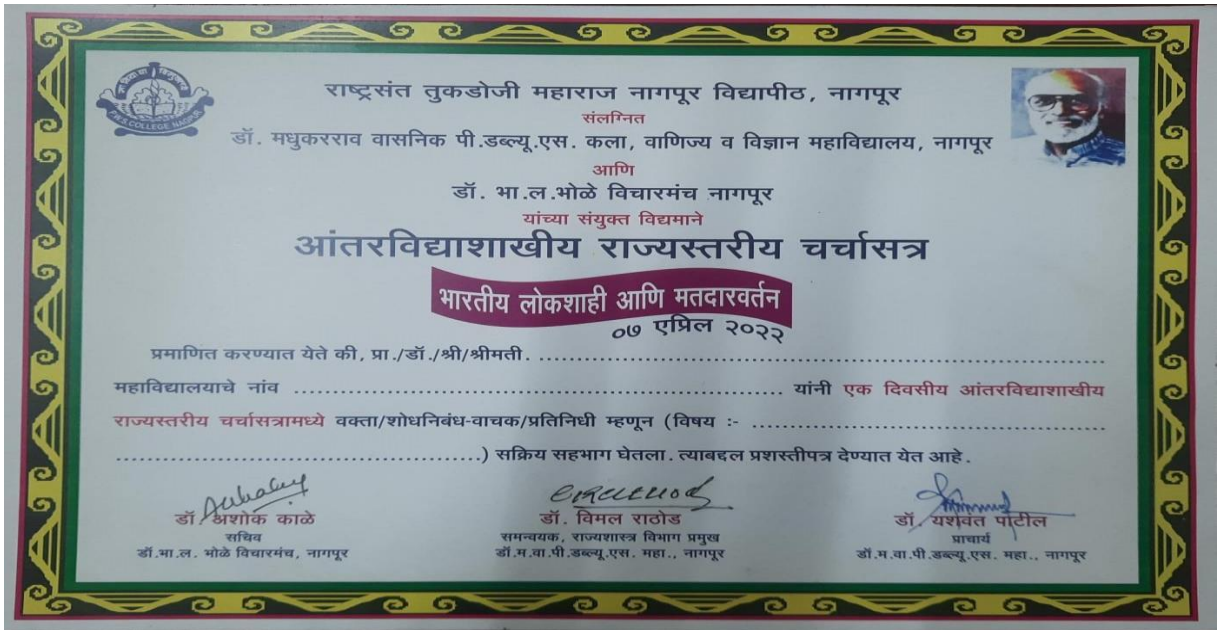 राष्ट्रसंत तुकडोजी महाराज नागपूर विद्यापीठ, नागपूर
संलग्नित
डॉ. मधुकरराव वासनिक पी.डब्ल्यू.एस. कला, वाणिज्य व विज्ञान महाविद्यालय, नागपूर
आणि
डॉ. भा.ल.भोळे विचारमंच नागपूर
यांच्या संयुक्त विद्यमाने
आंतरविद्याशाखीय राज्यस्तरीय चर्चासत्र
भारतीय लोकशाही आणि मतदारवर्तन
०७ एप्रिल २०२२
प्रमाणित करण्यात येते की, प्रा./डॉ./श्री/श्रीमती. ....................
महाविद्यालयाचे नांव .................... यांनी एक दिवसीय आंतरविद्याशाखीय
राज्यस्तरीय चर्चासत्रामध्ये वक्ता/शोधनिबंध-वाचक/प्रतिनिधी म्हणून (विषय :- ....................
....................) सक्रिय सहभाग घेतला. त्याबद्दल प्रशस्तीपत्र देण्यात येत आहे.
डॉ. अशोक काळे
सचिव
डॉ.भा.ल. भोळे विचारमंच, नागपूर
डॉ. विमल राठोड
समन्वयक, राज्यशास्त्र विभाग प्रमुख
डॉ.म.वा.पी.डब्ल्यू.एस. महा., नागपूर
डॉ. यशवंत पाटील
प्राचार्य
डॉ.म.वा.पी.डब्ल्यू.एस. महा., नागपूर
P.W.S. COLLEGE NAGPUR